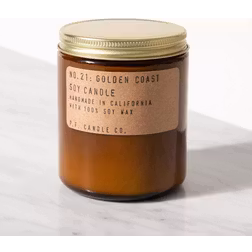 NO. 21: GOLDEN COAST
SOY CANDLE
HANDMADE IN CALIFORNIA
WITH 100% SOY WAX
P.F. CANDLE CO.